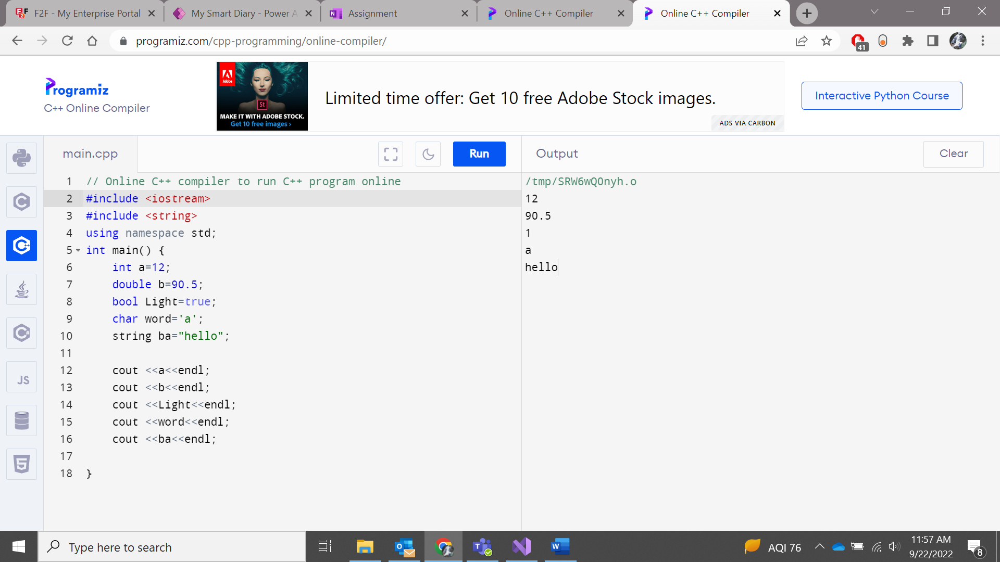 F2F - My Enterprise Portal
My Smart Diary - Power A
Assignment
Online C++ Compiler
Online C++ Compiler
programiz.com/cpp-programming/online-compiler/
41
Programiz
C++ Online Compiler
Adobe
St
MAKE IT WITH ADOBE STOCK.
Get 10 free images ›
Limited time offer: Get 10 free Adobe Stock images.
ADS VIA CARBON
Interactive Python Course
main.cpp
Run
Output
Clear
1 // Online C++ compiler to run C++ program online
2 #include <iostream>
3 #include <string>
4 using namespace std;
5 int main() {
6 int a=12;
7 double b=90.5;
8 bool Light=true;
9 char word='a';
10 string ba="hello";
11
12 cout <<a<<endl;
13 cout <<b<<endl;
14 cout <<Light<<endl;
15 cout <<word<<endl;
16 cout <<ba<<endl;
17
18 }
/tmp/SRW6wQOnyh.o
12
90.5
1
a
hello
JS
Type here to search
AQI 76
11:57 AM
9/22/2022
8